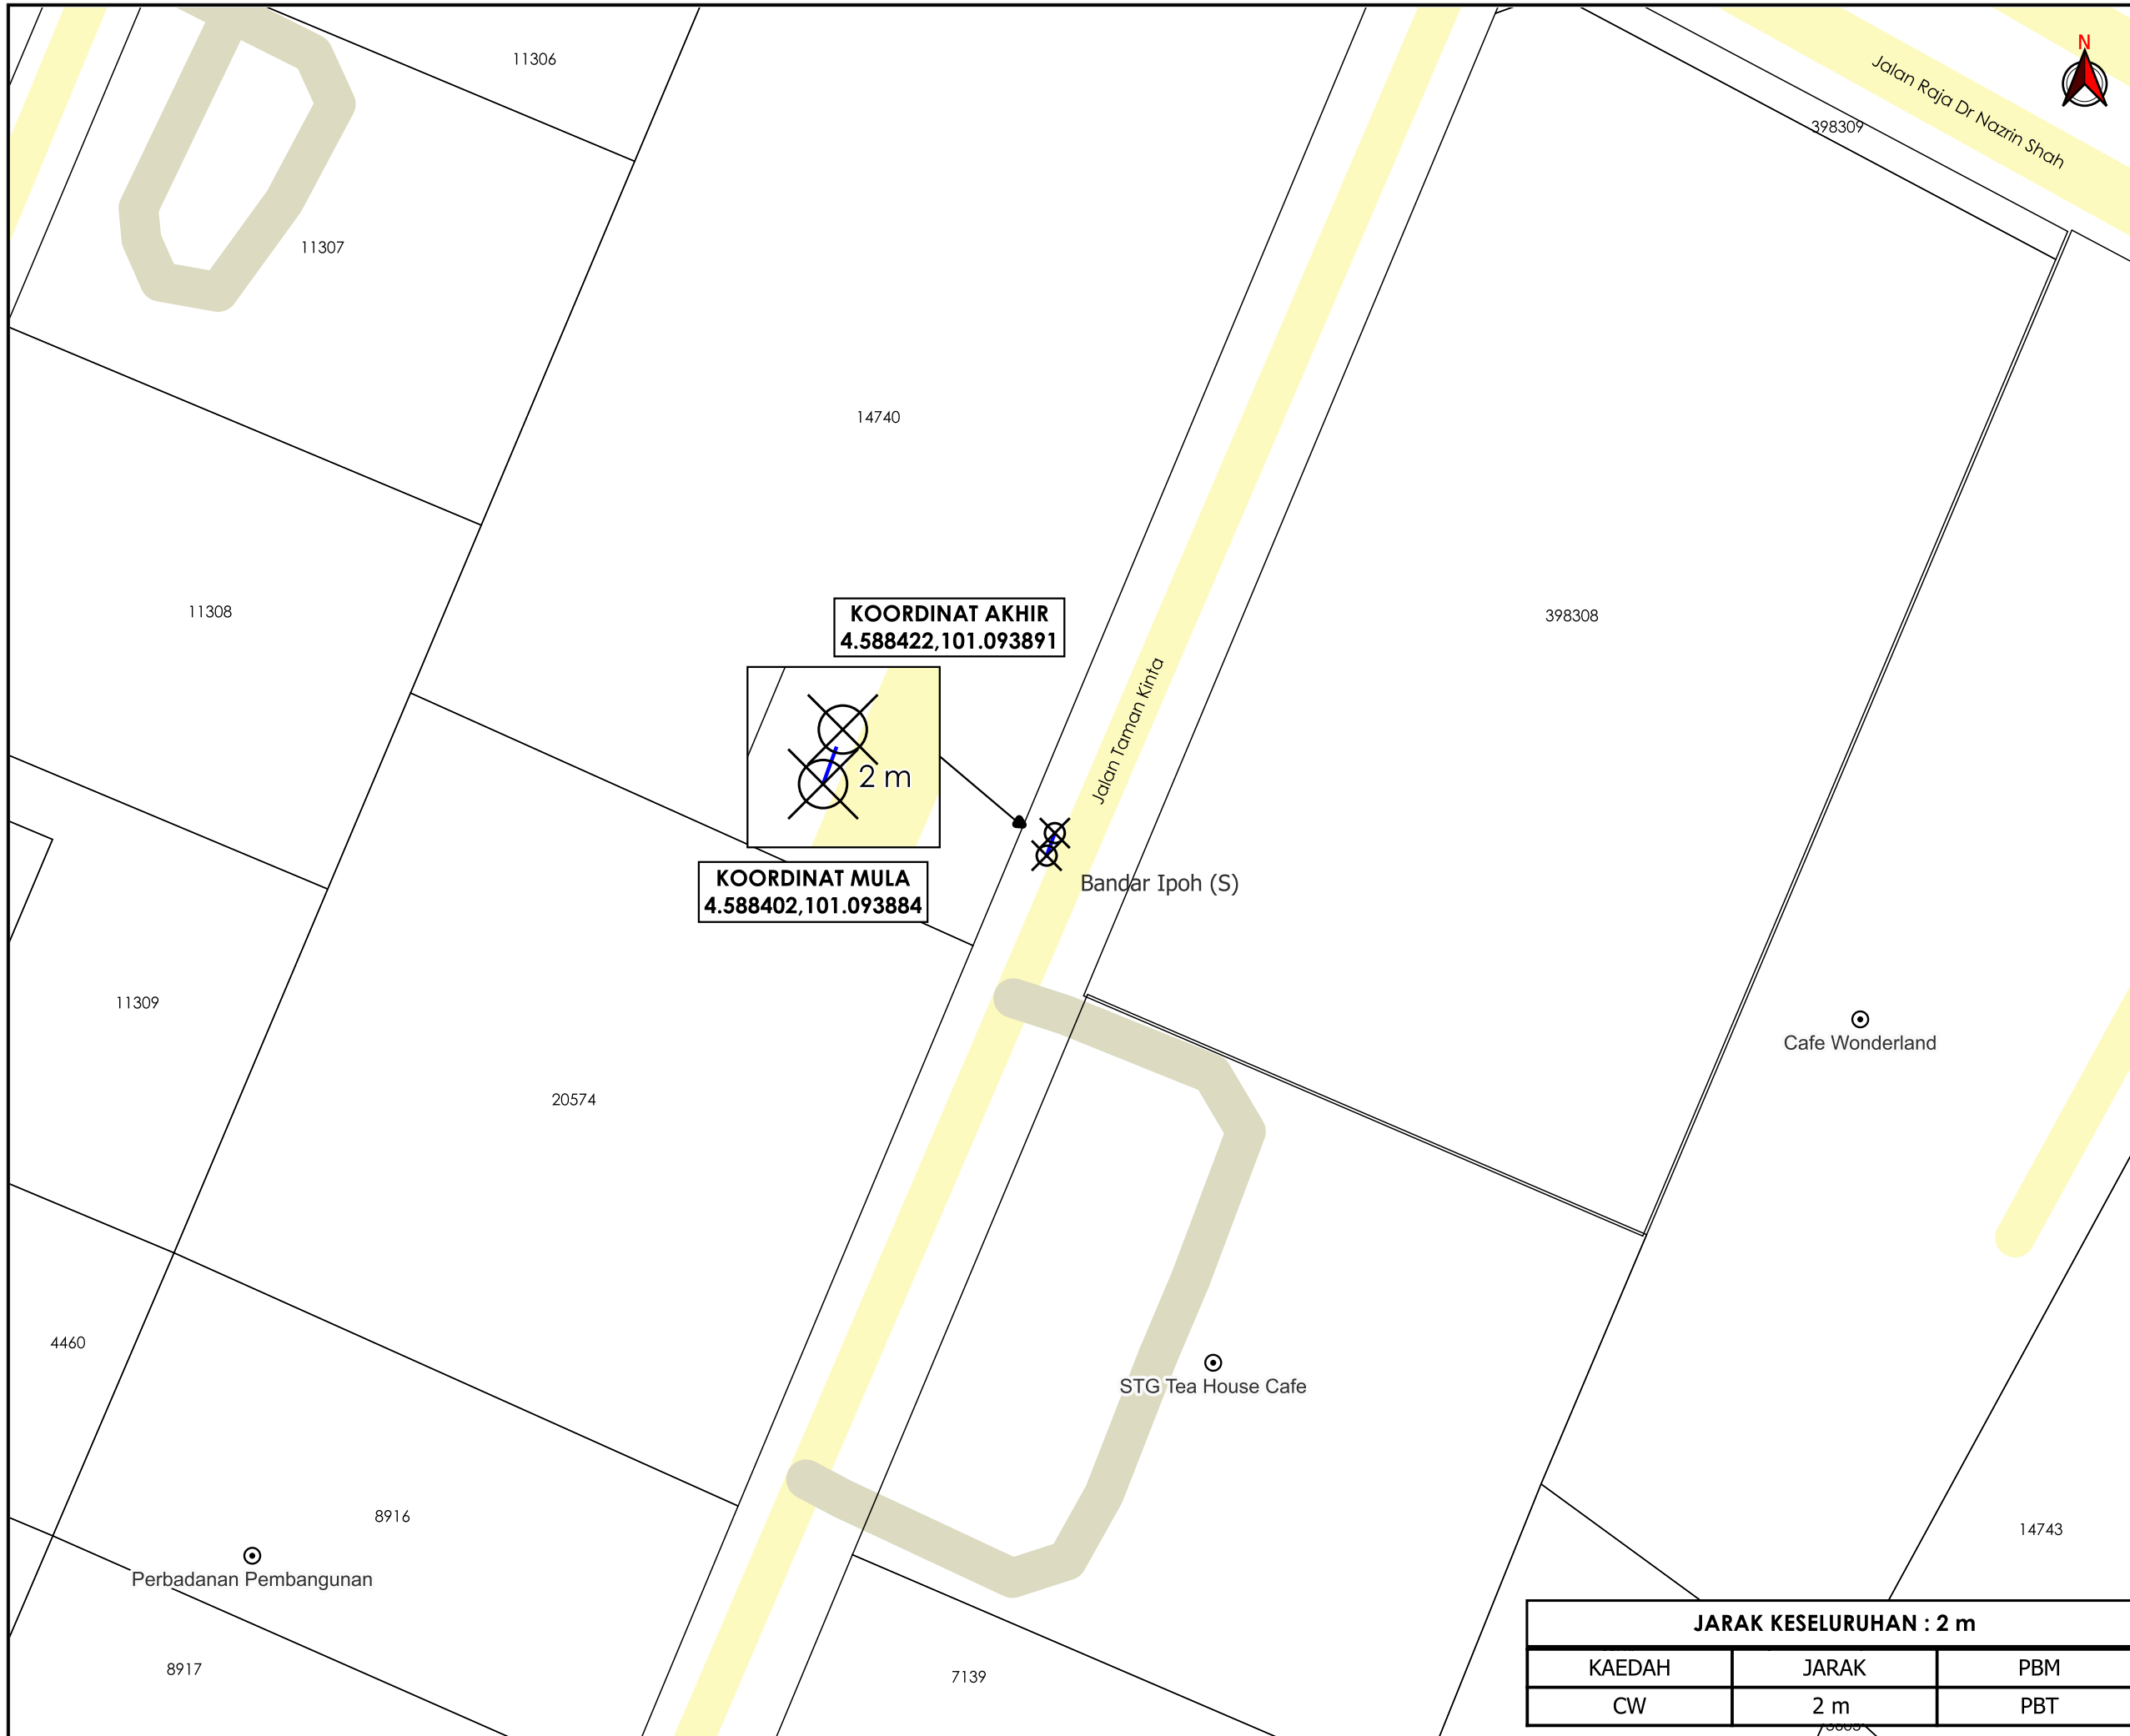 11306
N
Jalan Raja Dr Nazrin Shah
398309
11307
14740
11308
KOORDINAT AKHIR
4.588422,101.093891
398308
Jalan Taman Kinta
2 m
KOORDINAT MULA
4.588402,101.093884
Bandar Ipoh (S)
11309
Cafe Wonderland
20574
4460
STG Tea House Cafe
8916
14743
Perbadanan Pembangunan
8917
7139
JARAK KESELURUHAN : 2 m
KAEDAH JARAK PBM
CW 2 m PBT